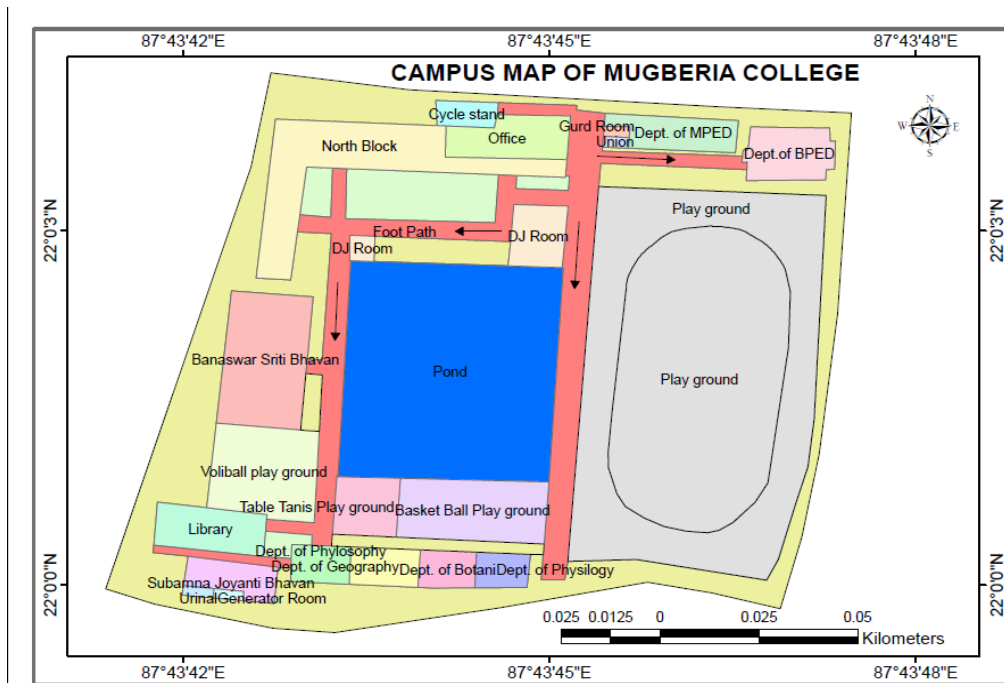 87°43'42"E
87°43'45"E
87°43'48"E
CAMPUS MAP OF MUGBERIA COLLEGE
N
W
E
S
Cycle stand
Office
Gurd Room
Dept. of MPED
Union
North Block
Dept.of BPED
22°0'3"N
22°0'3"N
Play ground
Foot Path
DJ Room
DJ Room
Banaswar Sriti Bhavan
Pond
Play ground
Voliball play ground
Table Tanis Play ground
Basket Ball Play ground
Library
Dept. of Phylosophy
Dept. of Geography
Dept. of Botani
Dept. of Physilogy
Subamna Joyanti Bhavan
Urinal
Generator Room
22°0'0"N
22°0'0"N
0.025 0.0125 0 0.025 0.05
Kilometers
87°43'42"E
87°43'45"E
87°43'48"E